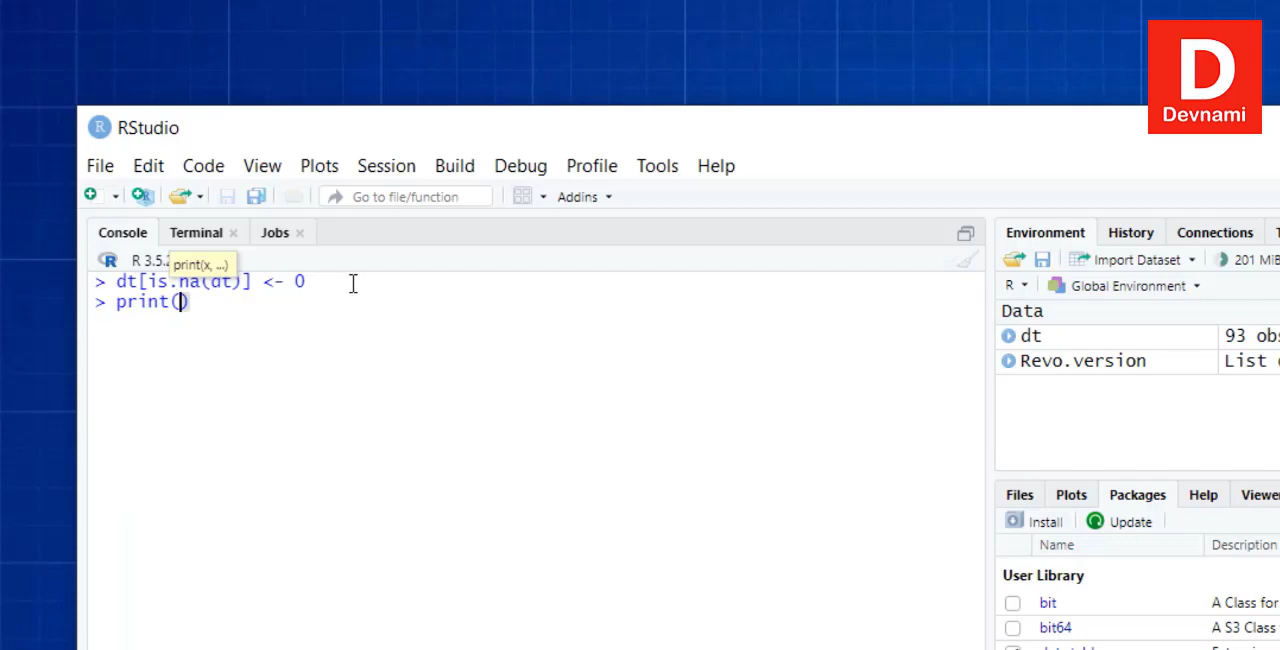 D
Devnami
R RStudio
File Edit Code View Plots Session Build Debug Profile Tools Help
Go to file/function Addins
Console Terminal Jobs
R R 3.5.
print(x, ...)
> dt[is.na(dt)] <- 0
> print()
Environment History Connections
Import Dataset 201 MiB
R Global Environment
Data
dt 93 obs
Revo.version List
Files Plots Packages Help Viewer
Install Update
Name Description
User Library
bit A Class for
bit64 A S3 Class